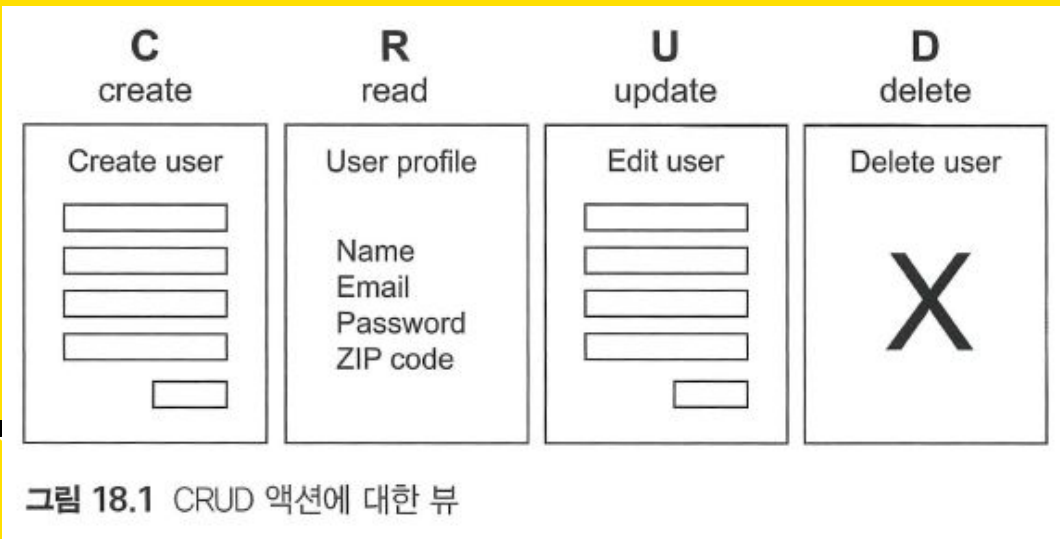 C R U D
create read update delete
Create user User profile Edit user Delete user
Name
Email
Password
ZIP code
X
그림 18.1 CRUD 액션에 대한 뷰